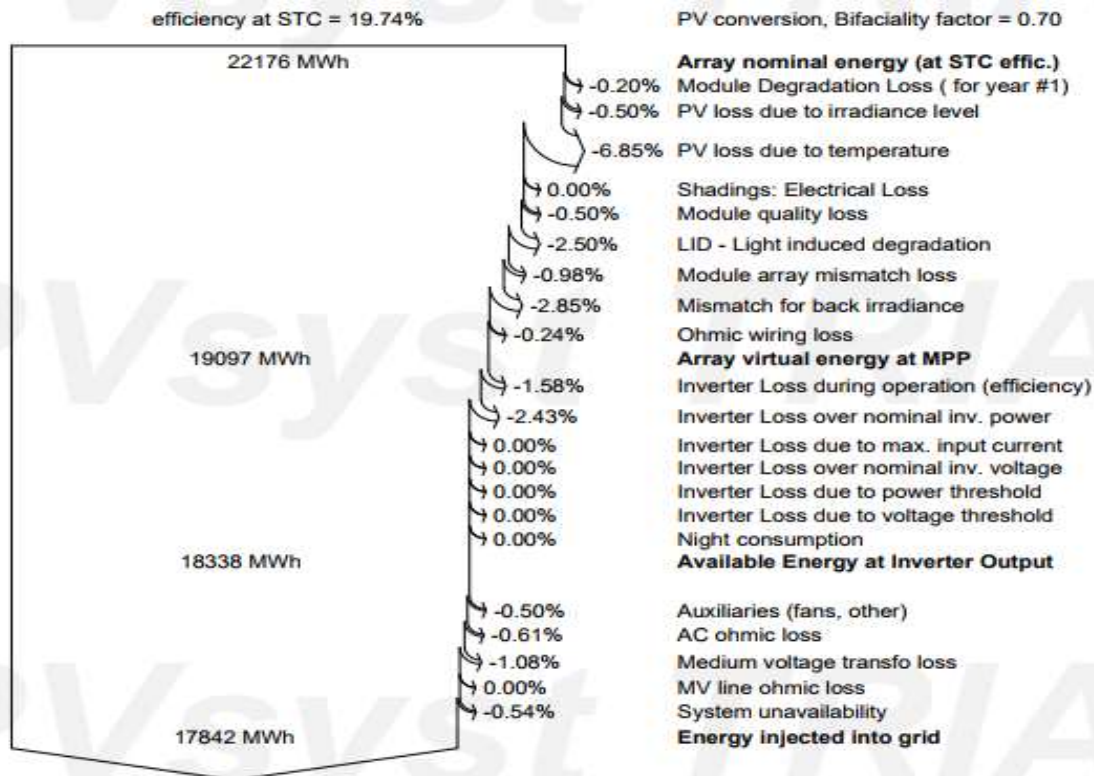 efficiency at STC = 19.74% PV conversion, Bifaciality factor = 0.70
22176 MWh Array nominal energy (at STC effic.)
-0.20% Module Degradation Loss ( for year #1)
-0.50% PV loss due to irradiance level
-6.85% PV loss due to temperature
0.00% Shadings: Electrical Loss
-0.50% Module quality loss
-2.50% LID - Light induced degradation
-0.98% Module array mismatch loss
-2.85% Mismatch for back irradiance
-0.24% Ohmic wiring loss
19097 MWh Array virtual energy at MPP
-1.58% Inverter Loss during operation (efficiency)
-2.43% Inverter Loss over nominal inv. power
0.00% Inverter Loss due to max. input current
0.00% Inverter Loss over nominal inv. voltage
0.00% Inverter Loss due to power threshold
0.00% Inverter Loss due to voltage threshold
0.00% Night consumption
18338 MWh Available Energy at Inverter Output
-0.50% Auxiliaries (fans, other)
-0.61% AC ohmic loss
-1.08% Medium voltage transfo loss
0.00% MV line ohmic loss
-0.54% System unavailability
17842 MWh Energy injected into grid
PVsyst TRIA
PVsyst TRIA